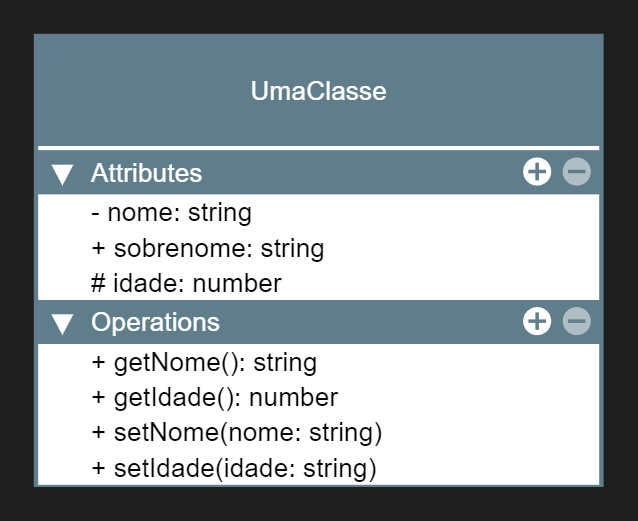 UmaClasse
Attributes
- nome: string
+ sobrenome: string
# idade: number
Operations
+ getNome(): string
+ getIdade(): number
+ setNome(nome: string)
+ setIdade(idade: string)